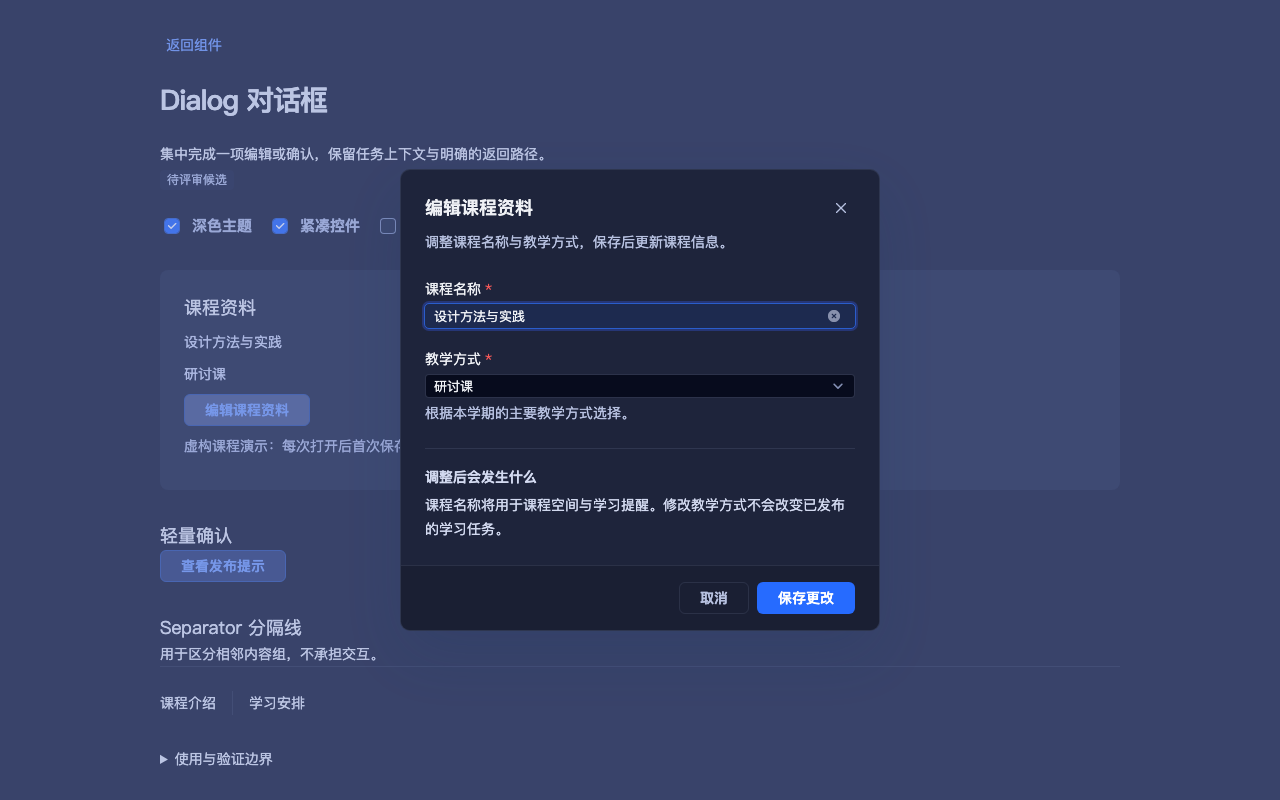 返回组件
Dialog 对话框
集中完成一项编辑或确认，保留任务上下文与明确的返回路径。
待评审候选
深色主题
紧凑控件
课程资料
设计方法与实践
研讨课
编辑课程资料
虚构课程演示：每次打开后首次保存
轻量确认
查看发布提示
Separator 分隔线
用于区分相邻内容组，不承担交互。
课程介绍
学习安排
使用与验证边界
编辑课程资料
调整课程名称与教学方式，保存后更新课程信息。
课程名称 *
设计方法与实践
教学方式 *
研讨课
根据本学期的主要教学方式选择。
调整后会发生什么
课程名称将用于课程空间与学习提醒。修改教学方式不会改变已发布
的学习任务。
取消
保存更改